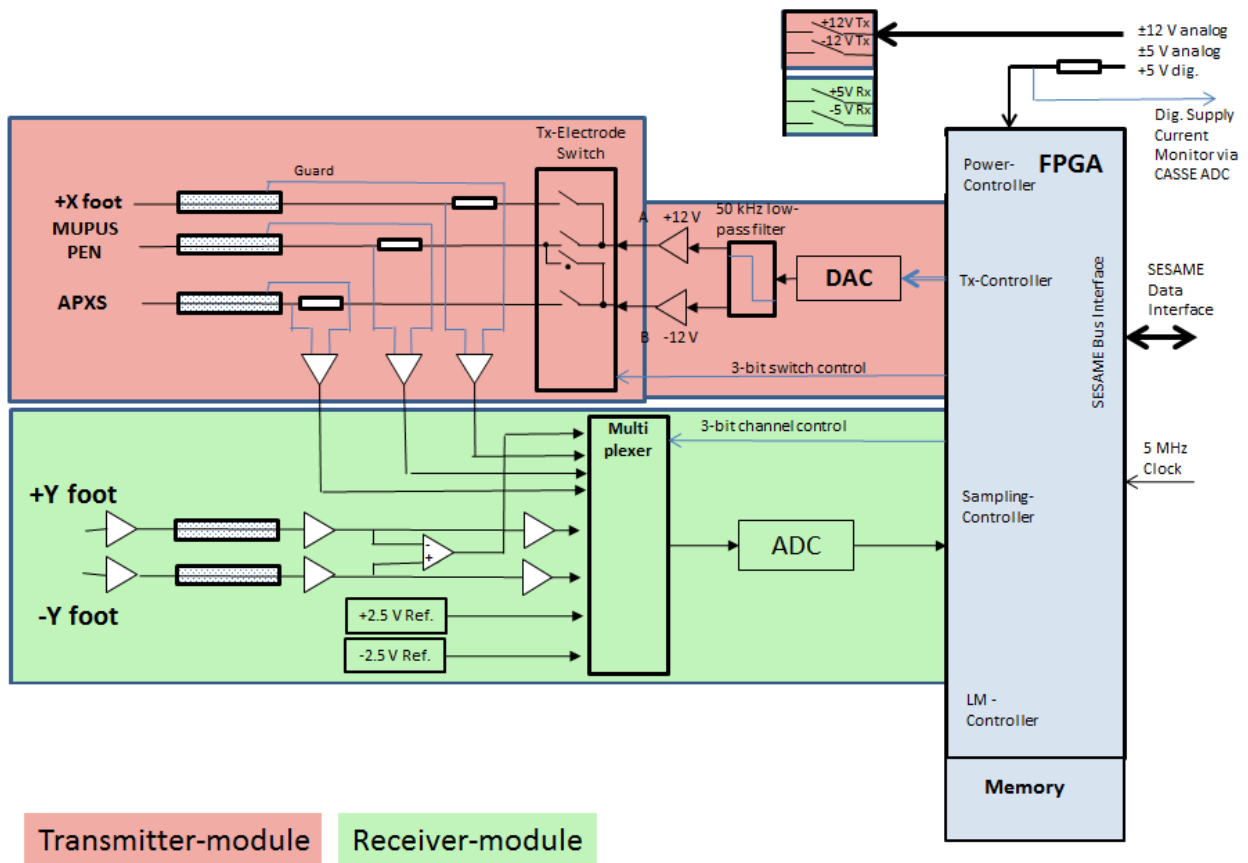 +12V Tx
-12V Tx
+5V Rx
-5 V Rx
±12 V analog
±5 V analog
+5 V dig.
Dig. Supply
Current
Monitor via
CASSE ADC
Tx-Electrode
Switch
Guard
+X foot
MUPUS
PEN
APXS
A
+12 V
B
-12 V
50 kHz low-
pass filter
DAC
3-bit switch control
Power-
Controller
FPGA
Tx-Controller
SESAME Bus Interface
SESAME
Data
Interface
5 MHz
Clock
Multi
plexer
3-bit channel control
+Y foot
-Y foot
-
+
+2.5 V Ref.
-2.5 V Ref.
ADC
Sampling-
Controller
LM -
Controller
Memory
Transmitter-module
Receiver-module